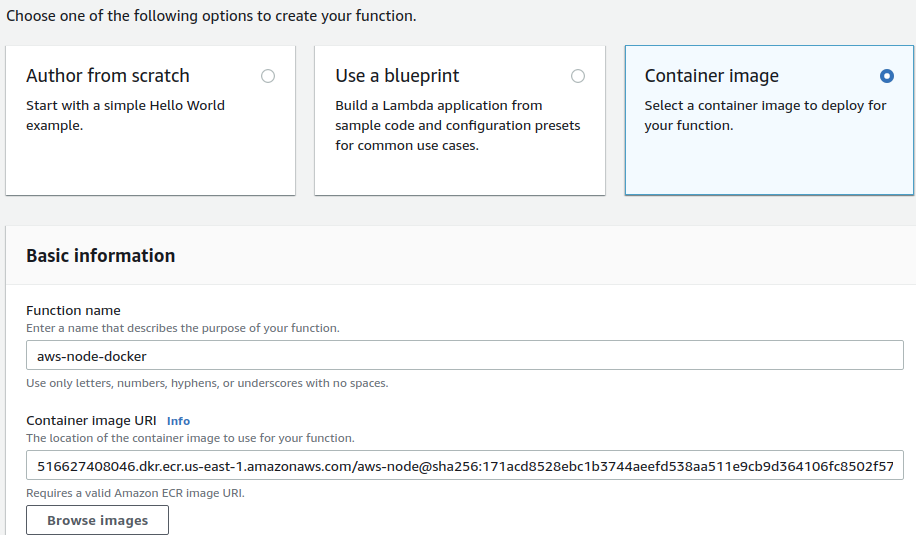 Choose one of the following options to create your function.
Author from scratch
Start with a simple Hello World
example.
Use a blueprint
Build a Lambda application from
sample code and configuration presets
for common use cases.
Container image
Select a container image to deploy for
your function.
Basic information
Function name
Enter a name that describes the purpose of your function.
aws-node-docker
Use only letters, numbers, hyphens, or underscores with no spaces.
Container image URI Info
The location of the container image to use for your function.
516627408046.dkr.ecr.us-east-1.amazonaws.com/aws-node@sha256:171acd8528ebc1b3744aeefd538aa511e9cb9d364106fc8502f57
Requires a valid Amazon ECR image URI.
Browse images